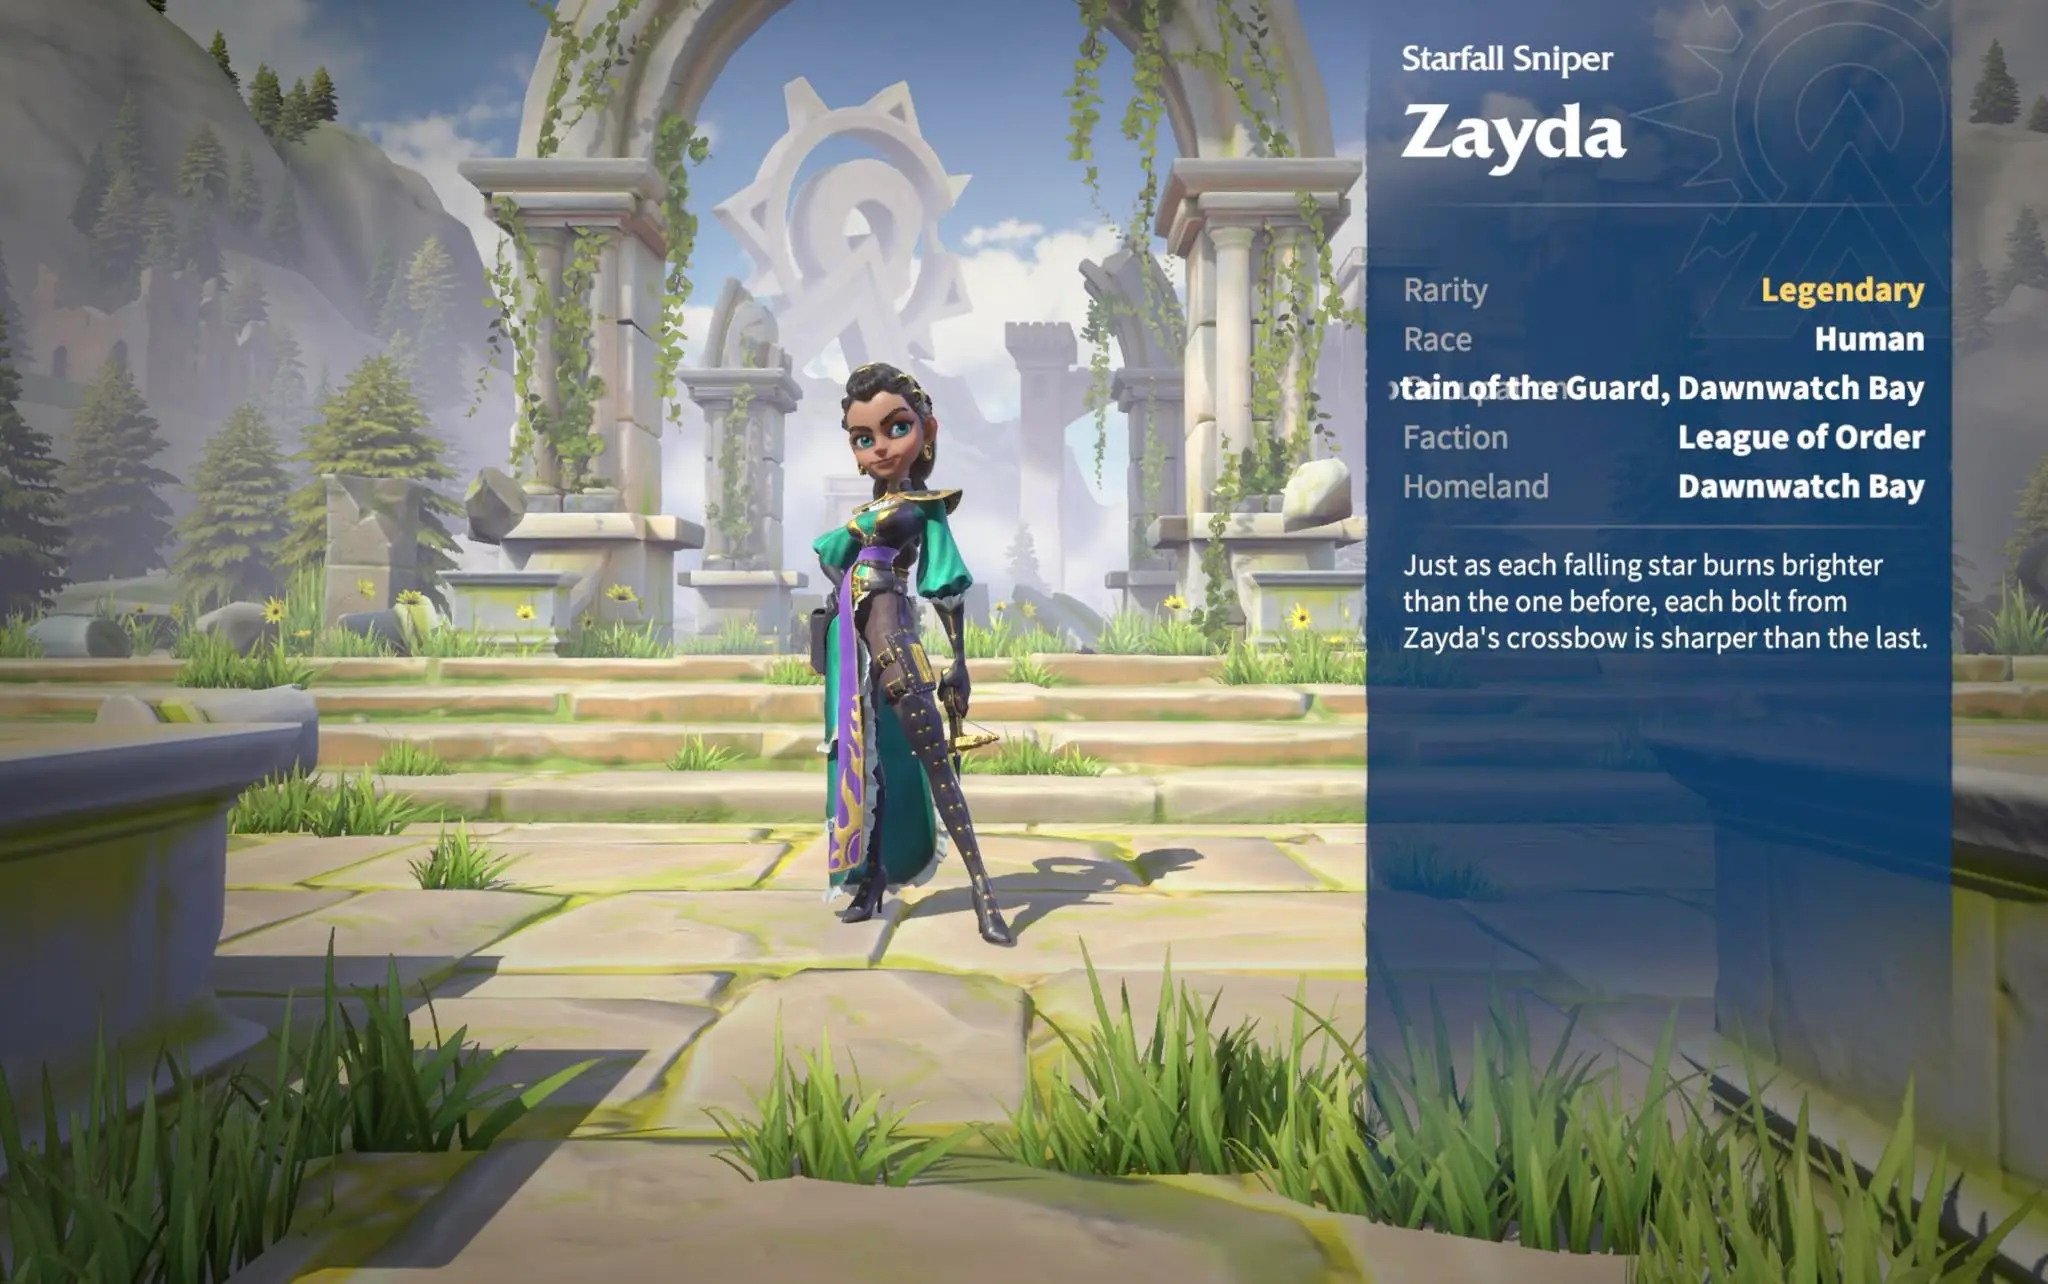 Starfall Sniper
Zayda
Rarity Legendary
Race Human
Occupation tain of the Guard, Dawnwatch Bay
Faction League of Order
Homeland Dawnwatch Bay
Just as each falling star burns brighter
than the one before, each bolt from
Zayda's crossbow is sharper than the last.